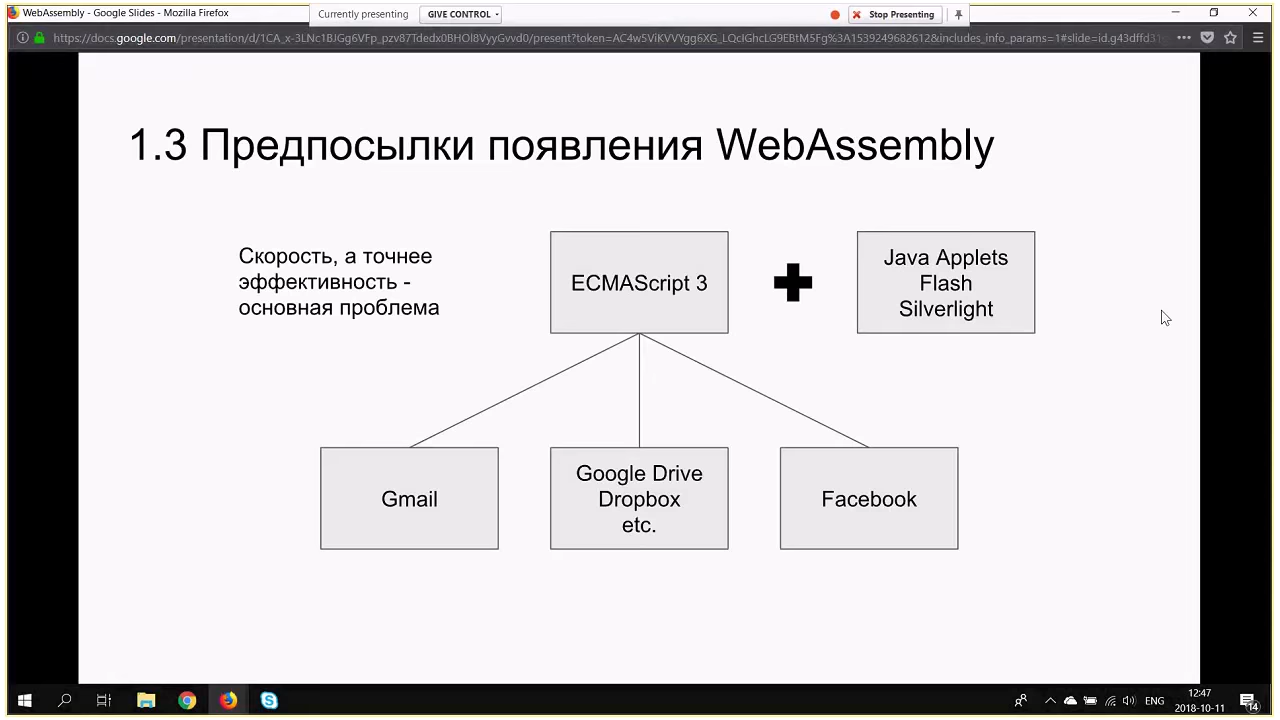 WebAssembly - Google Slides - Mozilla Firefox
Currently presenting
GIVE CONTROL
Stop Presenting
1.3 Предпосылки появления WebAssembly
Скорость, а точнее
эффективность -
основная проблема
ECMAScript 3
Java Applets
Flash
Silverlight
Gmail
Google Drive
Dropbox
etc.
Facebook
ENG
12:47
2018-10-11
14